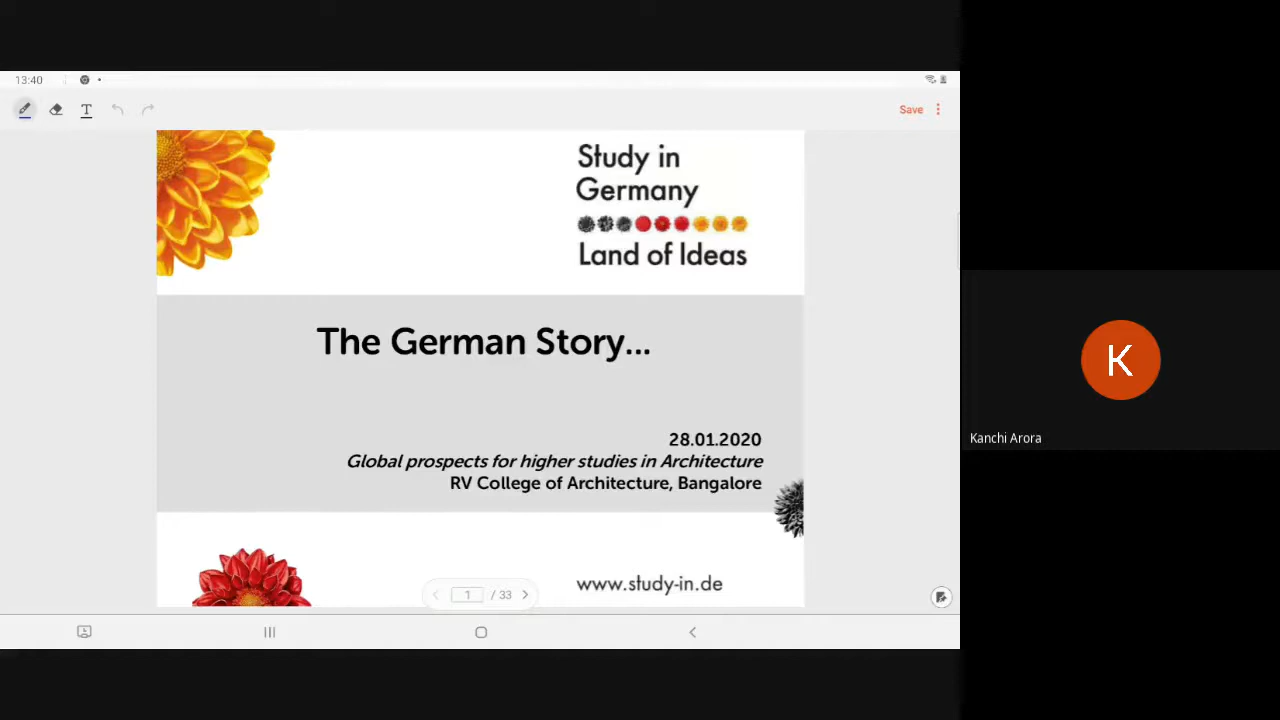 13:40
T
Save
Study in
Germany
Land of Ideas
The German Story...
28.01.2020
Global prospects for higher studies in Architecture
RV College of Architecture, Bangalore
www.study-in.de
1 / 33
K
Kanchi Arora